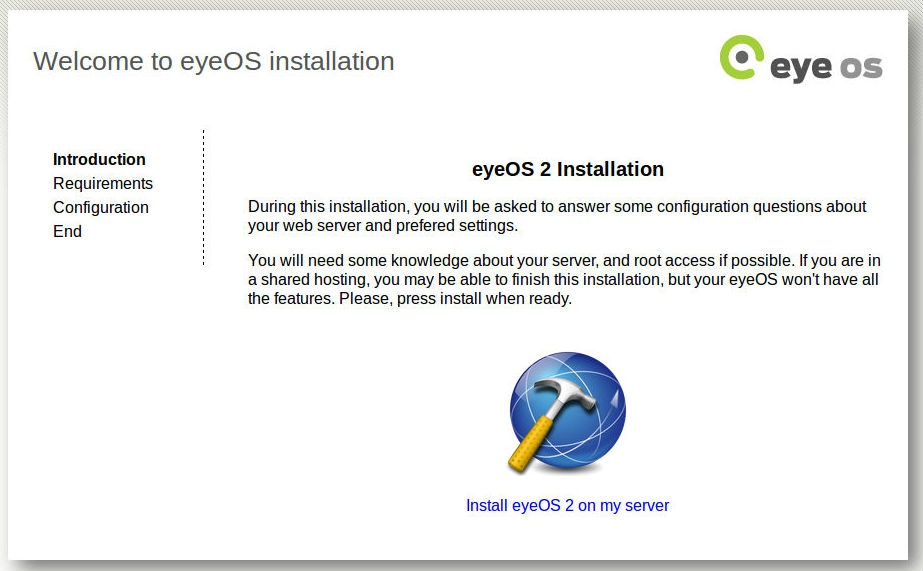 Welcome to eyeOS installation
eye os
Introduction
Requirements
Configuration
End
eyeOS 2 Installation
During this installation, you will be asked to answer some configuration questions about
your web server and prefered settings.
You will need some knowledge about your server, and root access if possible. If you are in
a shared hosting, you may be able to finish this installation, but your eyeOS won't have all
the features. Please, press install when ready.
Install eyeOS 2 on my server